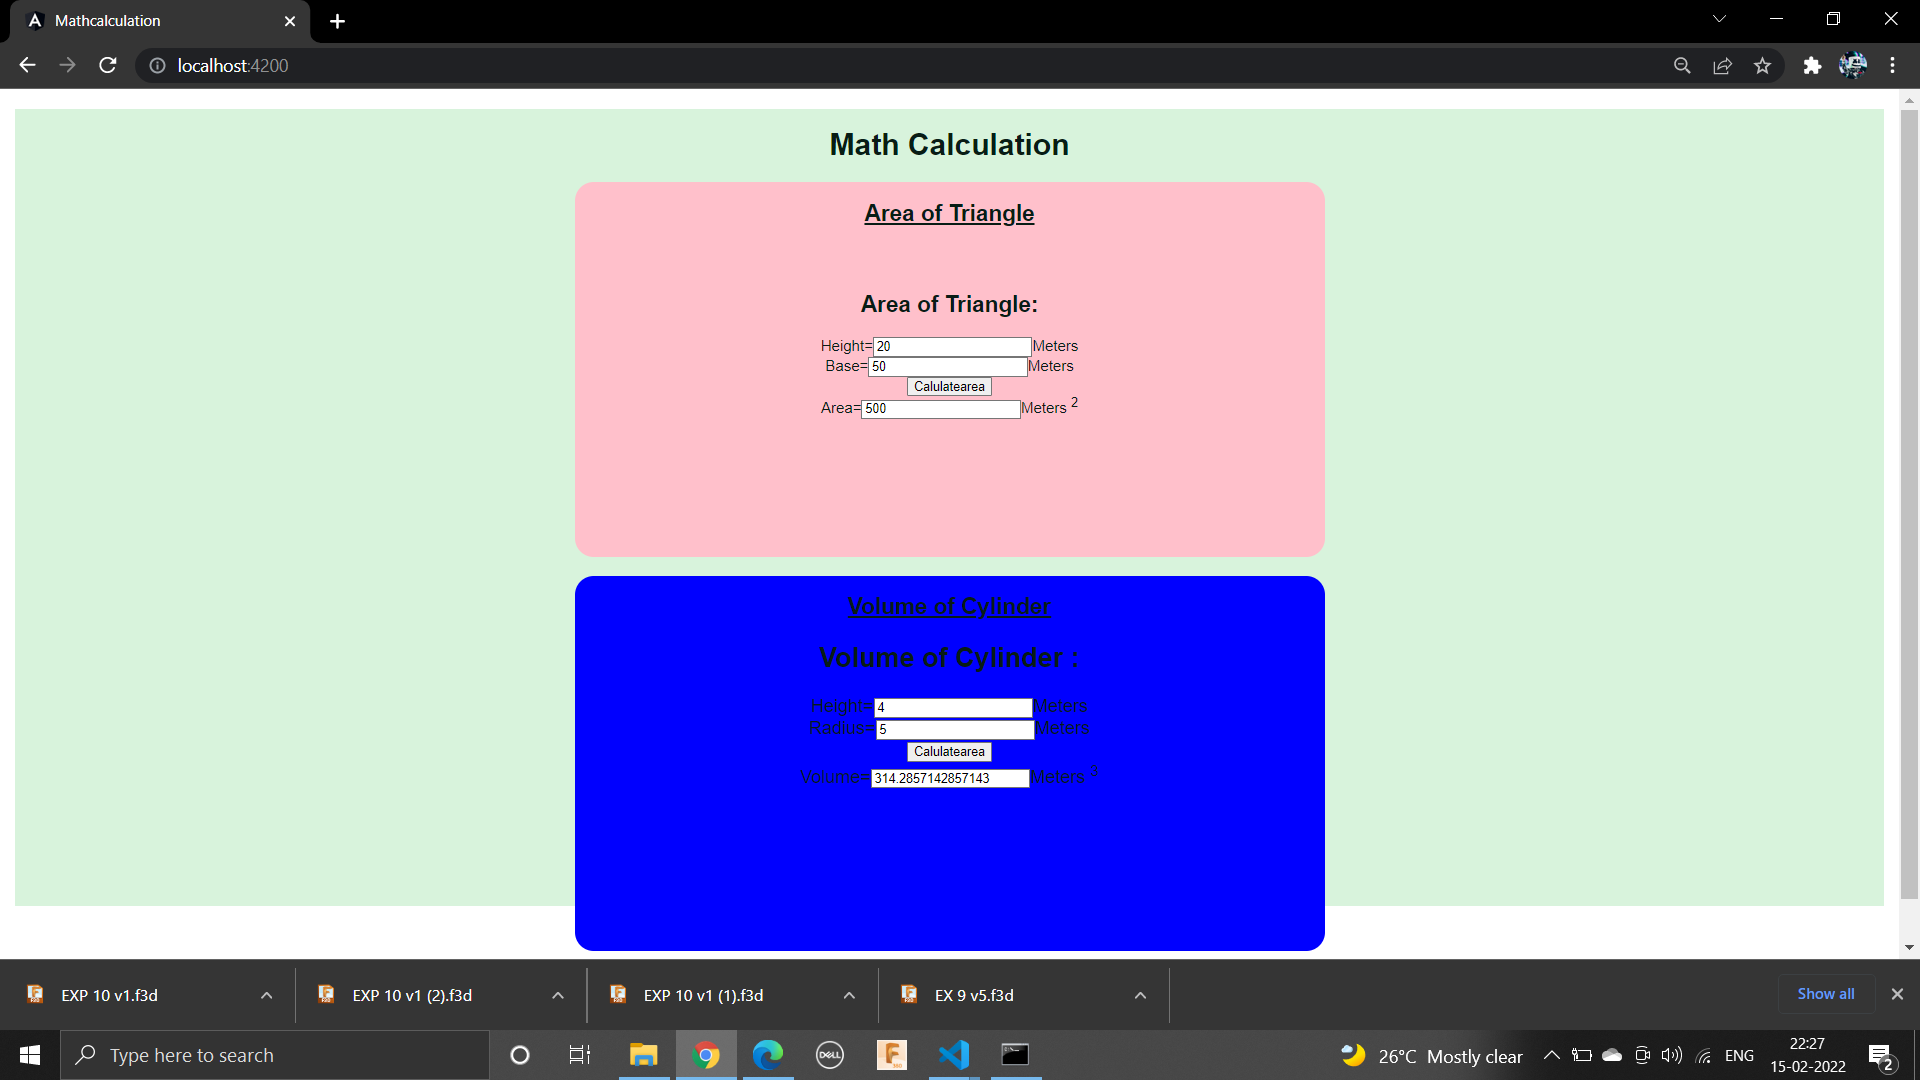 Mathcalculation
localhost:4200
Math Calculation
Area of Triangle
Area of Triangle:
Height=20 Meters
Base=50 Meters
Calulatearea
Area=500 Meters 2
Volume of Cylinder
Volume of Cylinder :
Height=4 Meters
Radius=5 Meters
Calulatearea
Volume=314.2857142857143 Meters 3
EXP 10 v1.f3d
EXP 10 v1 (2).f3d
EXP 10 v1 (1).f3d
EX 9 v5.f3d
Show all
Type here to search
DELL
26°C Mostly clear
ENG
22:27
15-02-2022
2